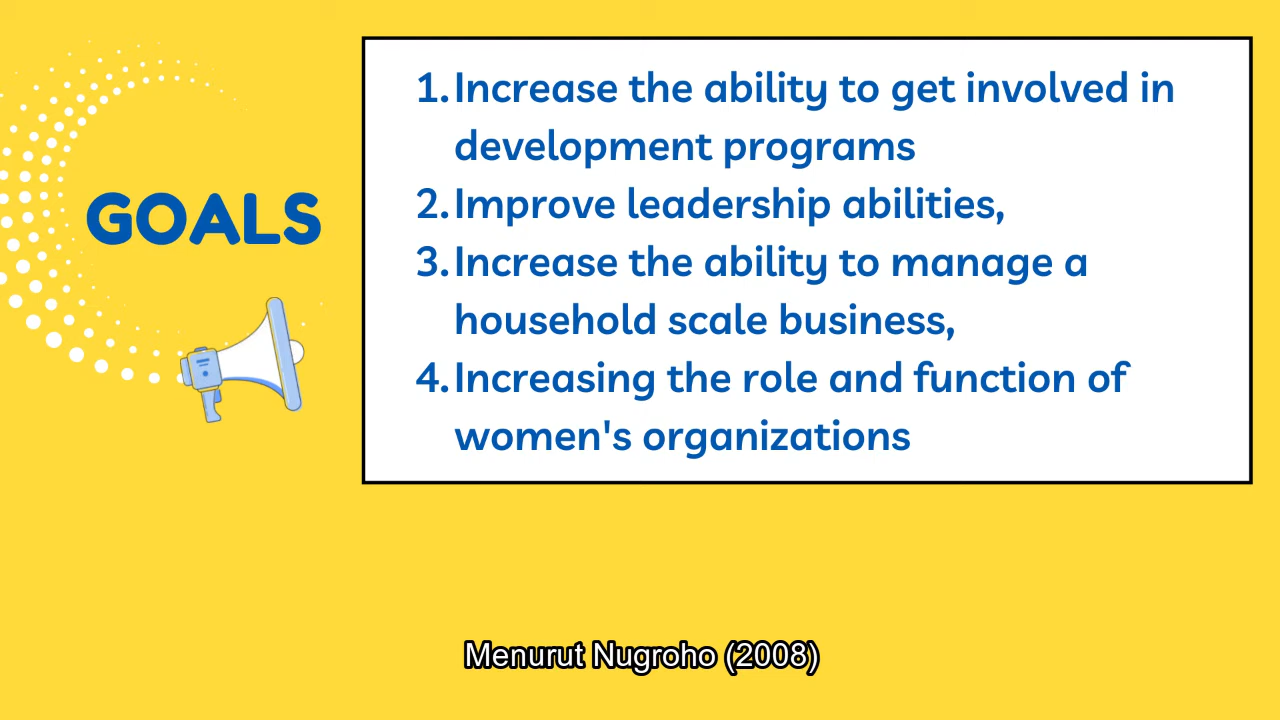 GOALS
1. Increase the ability to get involved in
development programs
2. Improve leadership abilities,
3. Increase the ability to manage a
household scale business,
4. Increasing the role and function of
women's organizations
Menurut Nugroho (2008)